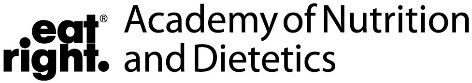 .eat® Academy of Nutrition
right. and Dietetics